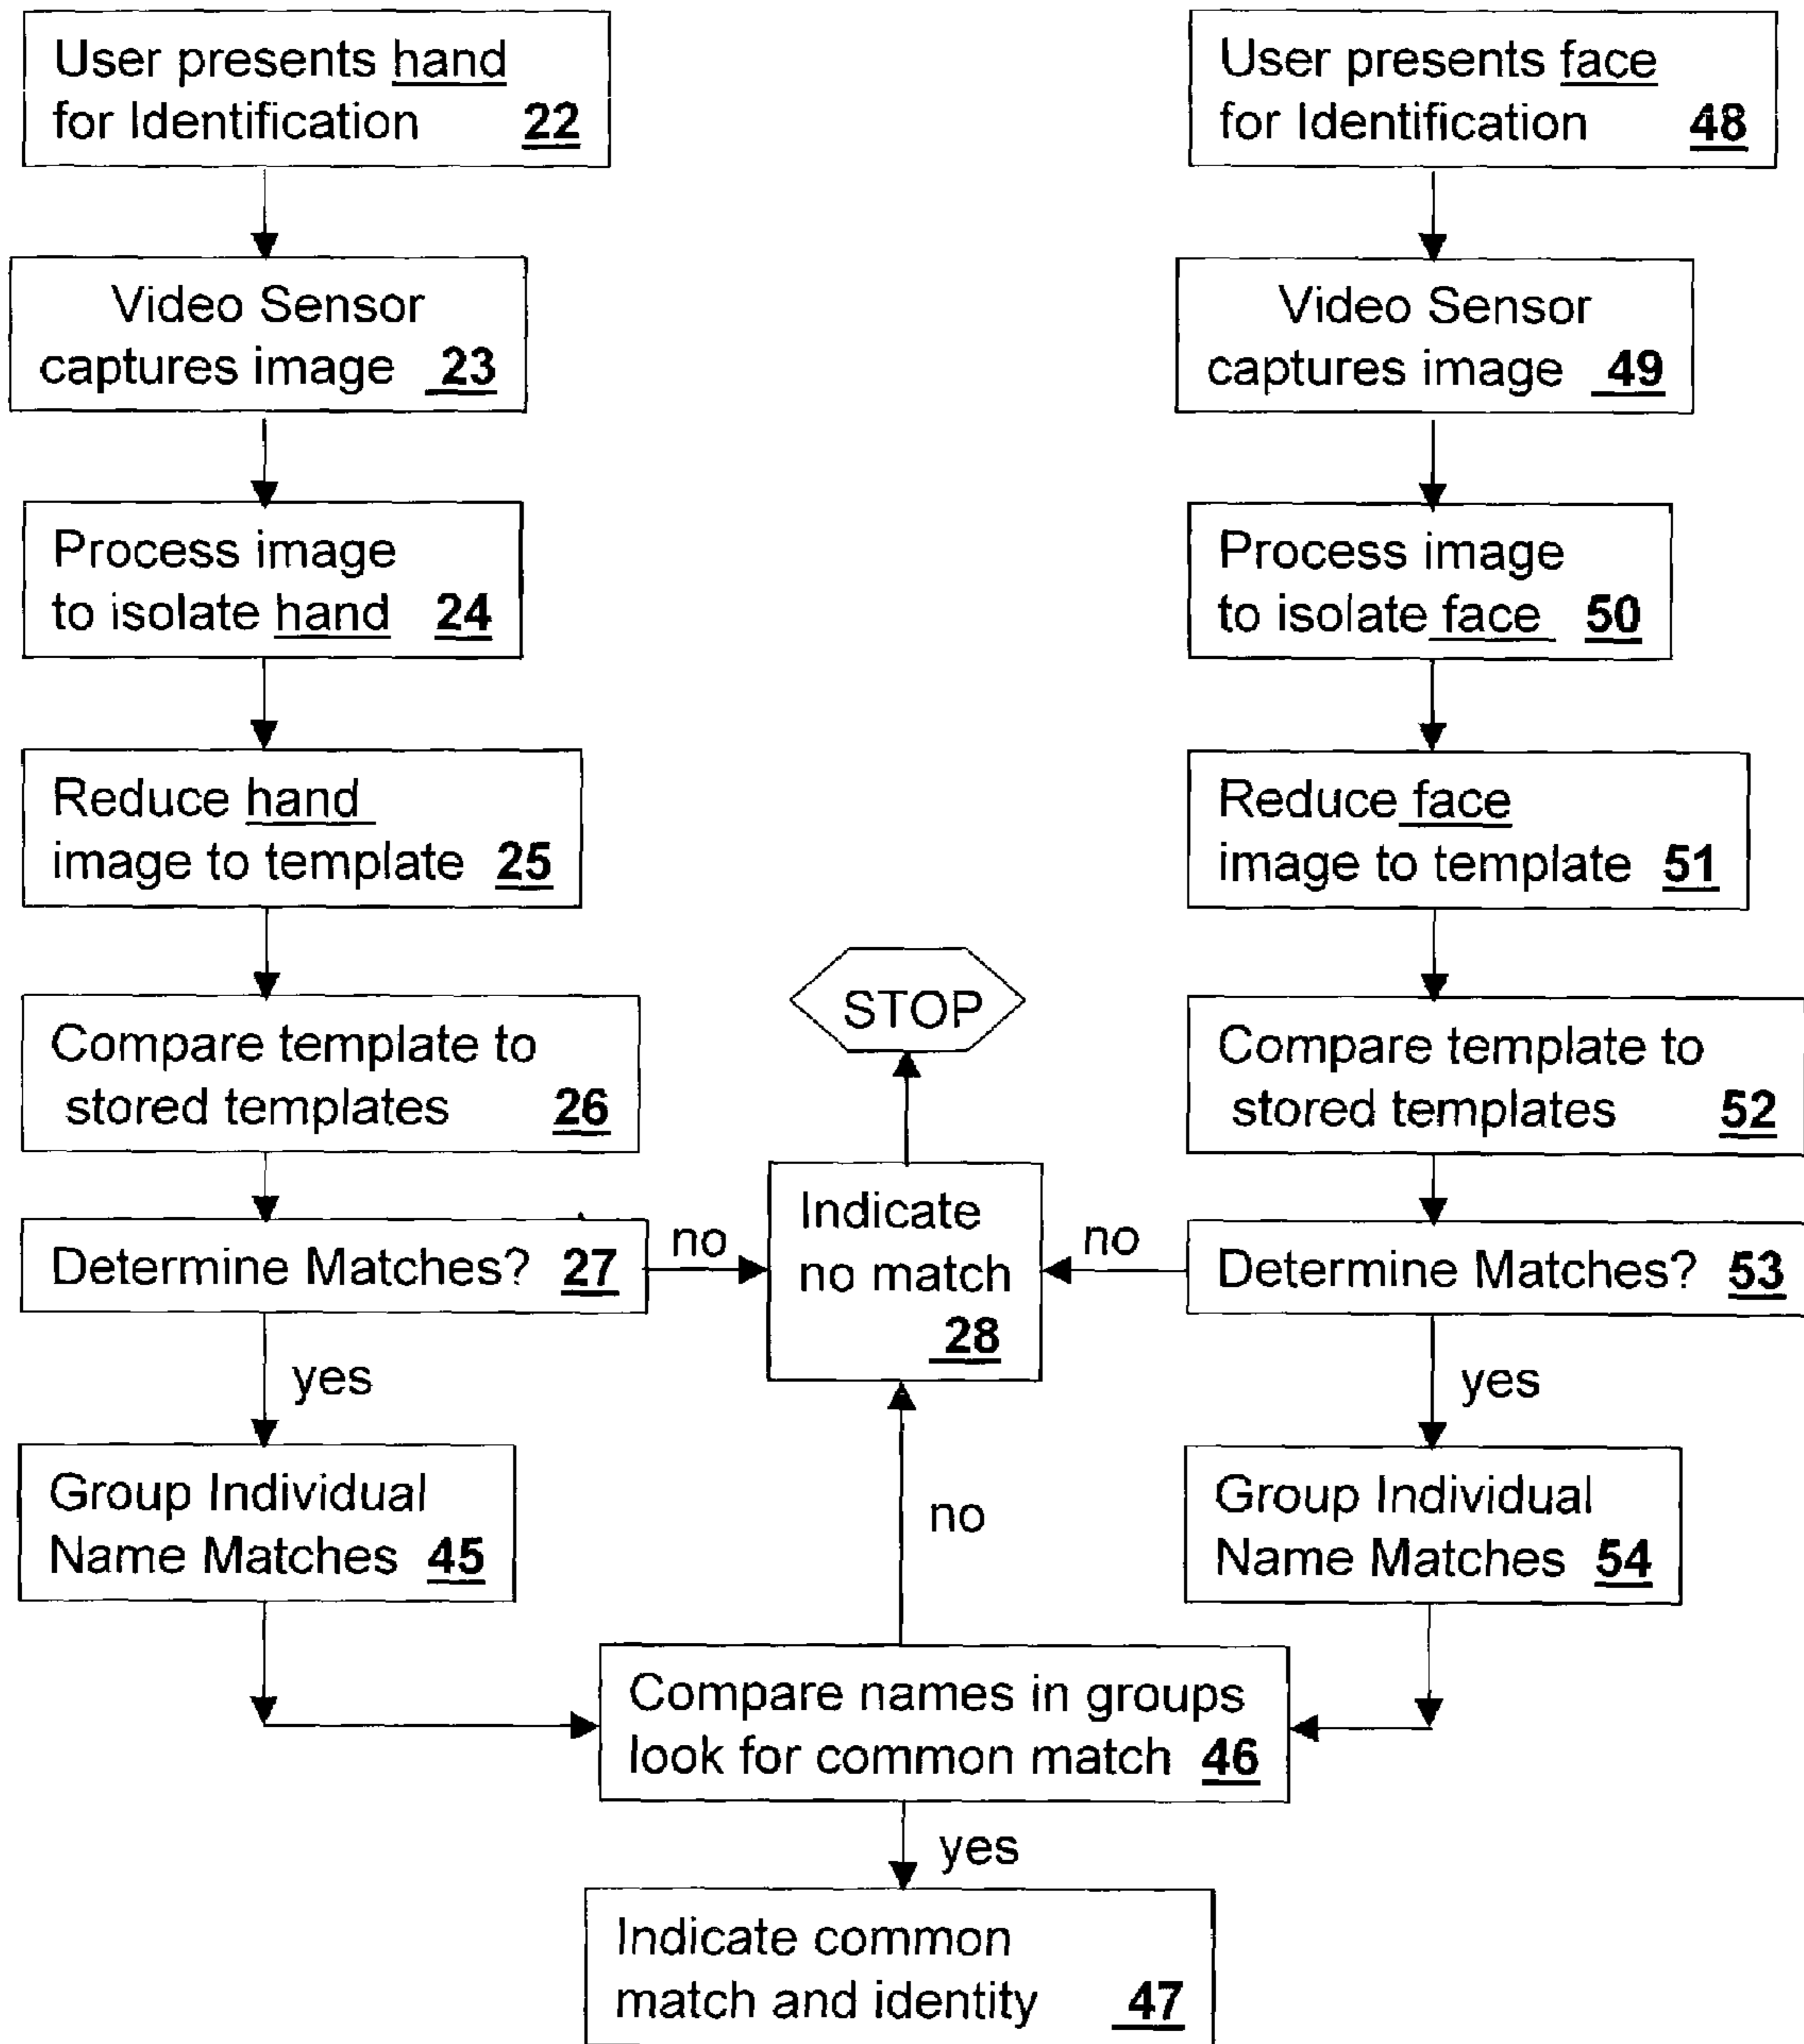 User presents hand
for Identification 22
Video Sensor
captures image 23
Process image
to isolate hand 24
Reduce hand
image to template 25
Compare template to
stored templates 26
Determine Matches? 27
yes
no
Group Individual
Name Matches 45
User presents face
for Identification 48
Video Sensor
captures image 49
Process image
to isolate face 50
Reduce face
image to template 51
Compare template to
stored templates 52
Determine Matches? 53
yes
no
Group Individual
Name Matches 54
STOP
Indicate
no match
28
no
Compare names in groups
look for common match 46
yes
Indicate common
match and identity 47